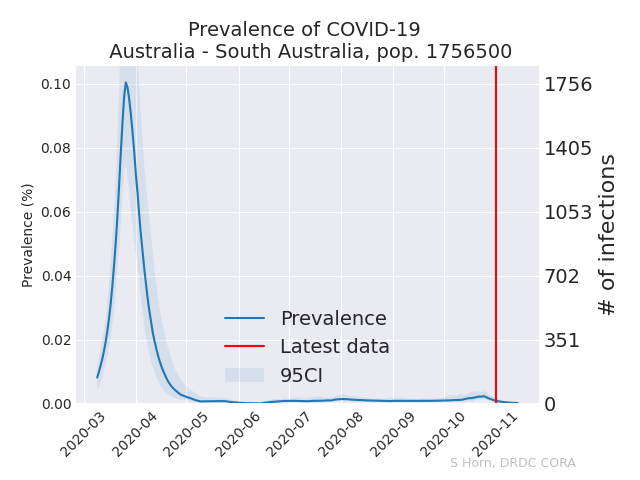 Prevalence of COVID-19
Australia - South Australia, pop. 1756500
0.10
0.08
0.06
0.04
0.02
0.00
Prevalence (%)
1756
1405
1053
702
351
0
# of infections
Prevalence
Latest data
95CI
2020-03
2020-04
2020-05
2020-06
2020-07
2020-08
2020-09
2020-10
2020-11
S Horn, DRDC CORA